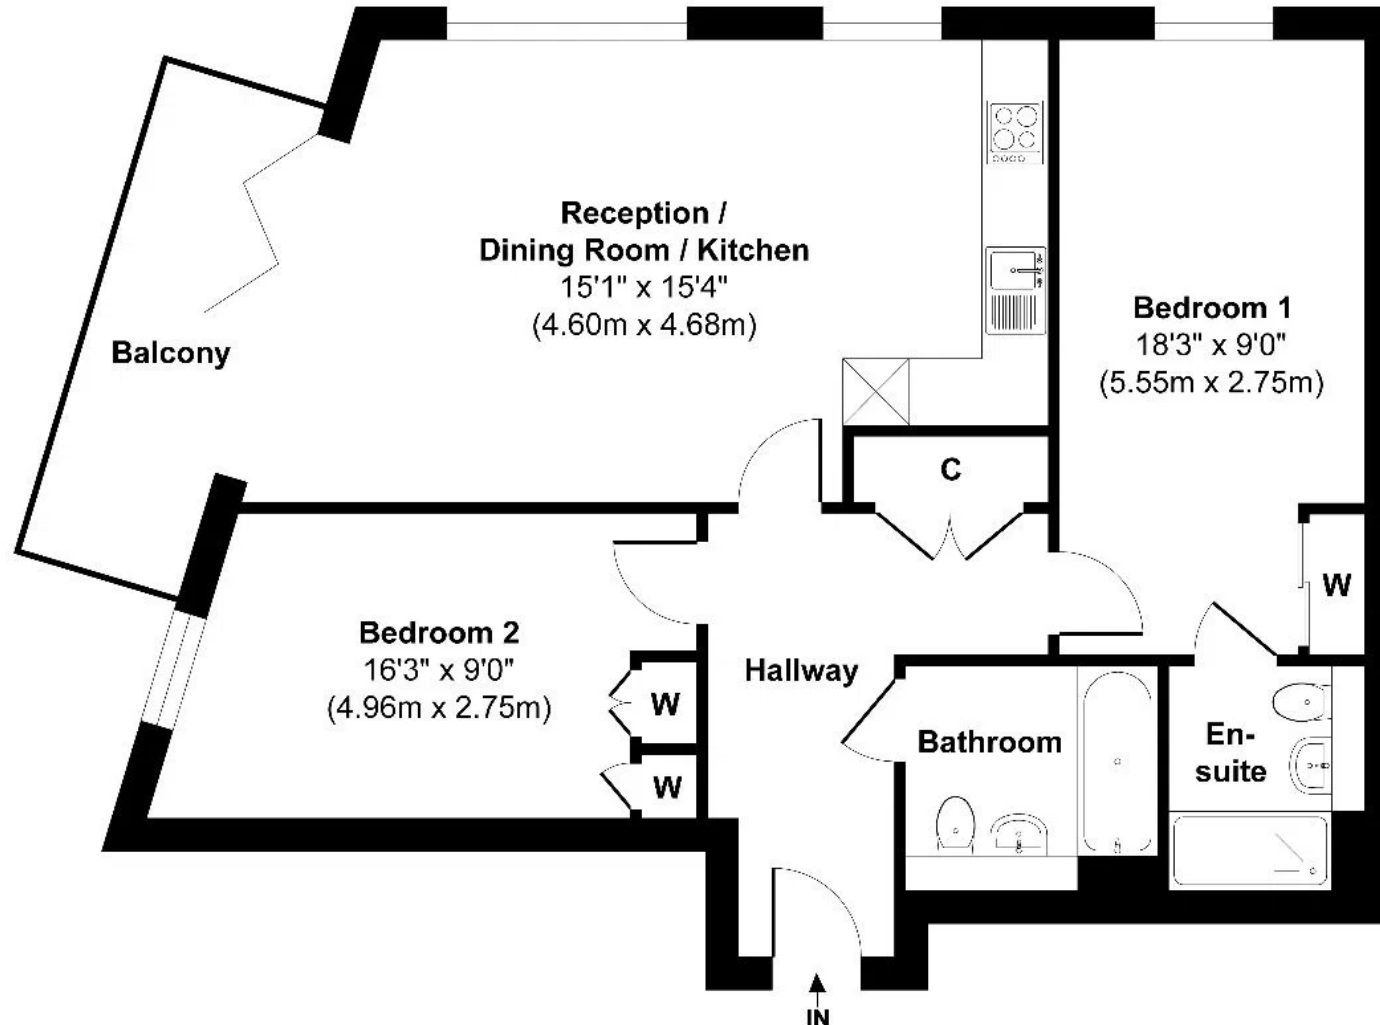 Reception /
Dining Room / Kitchen
15'1" x 15'4"
(4.60m x 4.68m)
Balcony
Bedroom 1
18'3" x 9'0"
(5.55m x 2.75m)
C
W
Bedroom 2
16'3" x 9'0"
(4.96m x 2.75m)
W
W
Hallway
Bathroom
En-
suite
IN